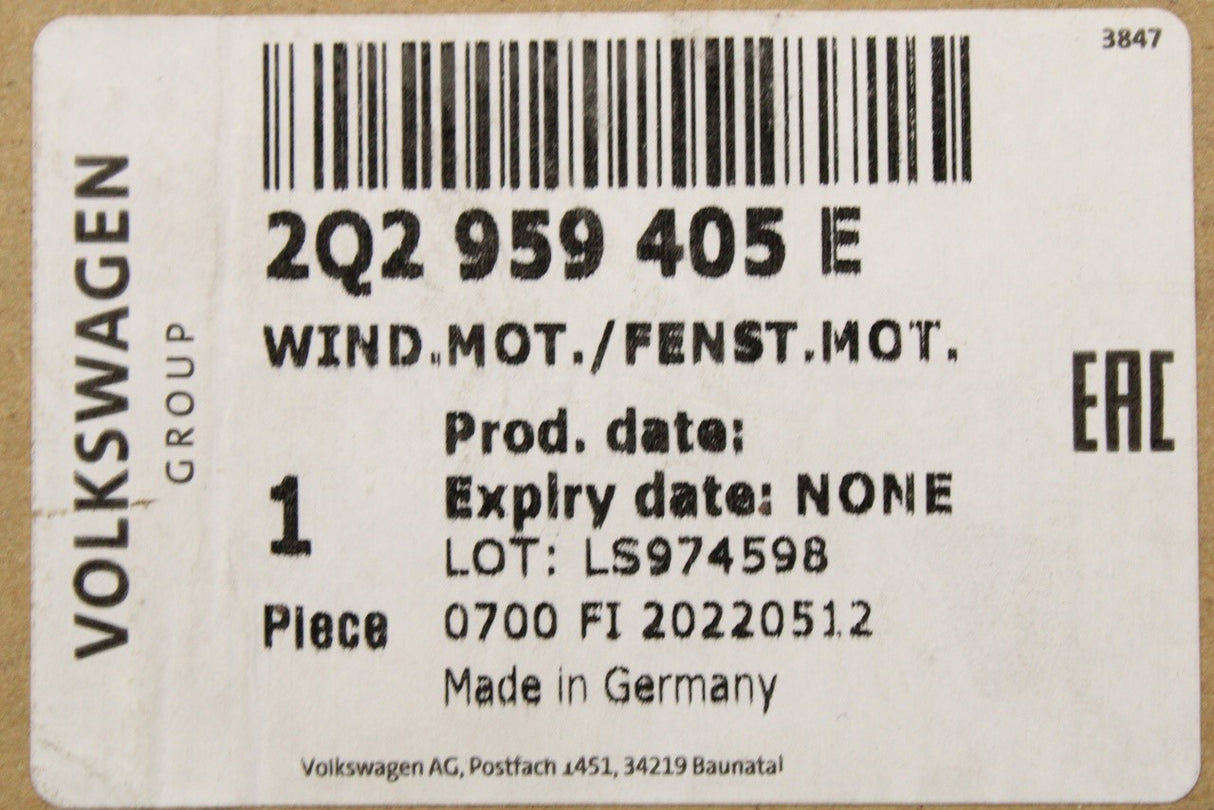 3847
VOLKSWAGEN
GROUP
2Q2 959 405 E
WIND.MOT./FENST.MOT.
EAC
Prod. date:
1
Expiry date: NONE
LOT: LS974598
Piece
0700 FI 20220512
Made in Germany
Volkswagen AG, Postfach 1451, 34219 Baunatal